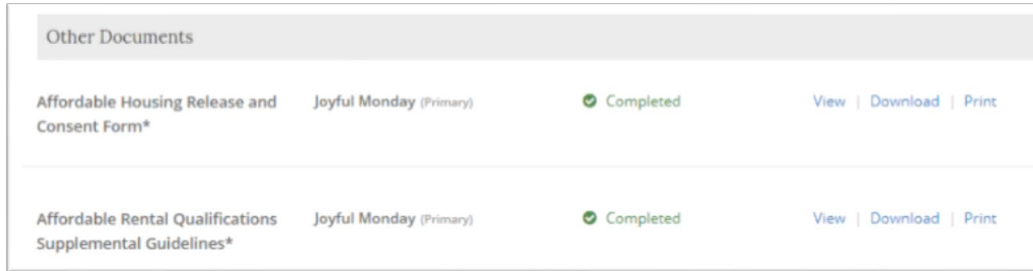 Other Documents
Affordable Housing Release and Joyful Monday (Primary) Completed View | Download | Print
Consent Form*
Affordable Rental Qualifications Joyful Monday (Primary) Completed View | Download | Print
Supplemental Guidelines*